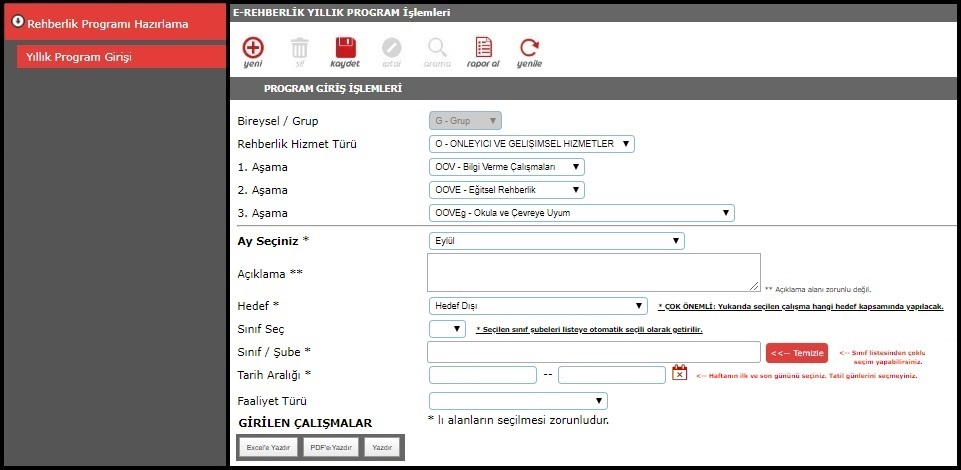 E-REHBERLİK YILLIK PROGRAM İşlemleri
Rehberlik Programı Hazırlama
Yıllık Program Girişi
yeni sil kaydet iptal arama rapor al yenile
PROGRAM GİRİŞ İŞLEMLERİ
Bireysel / Grup G - Grup
Rehberlik Hizmet Türü O - ÖNLEYİCİ VE GELİŞİMSEL HİZMETLER
1. Aşama OOV - Bilgi Verme Çalışmaları
2. Aşama OOVE - Eğitsel Rehberlik
3. Aşama OOVEg - Okula ve Çevreye Uyum
Ay Seçiniz * Eylül
Açıklama ** ** Açıklama alanı zorunlu değil.
Hedef * Hedef Dışı * ÇOK ÖNEMLİ: Yukarıda seçilen çalışma hangi hedef kapsamında yapılacak.
Sınıf Seç * Seçilen sınıf şubeleri listeye otomatik seçili olarak getirilir.
Sınıf / Şube * <<-- Temizle <-- Sınıf listesinden çoklu
seçim yapabilirsiniz.
Tarih Aralığı * -- <-- Haftanın ilk ve son gününü seçiniz. Tatil günlerini seçmeyiniz.
Faaliyet Türü
GİRİLEN ÇALIŞMALAR * lı alanların seçilmesi zorunludur.
Excel'e Yazdır PDF'ei Yazdır Yazdır